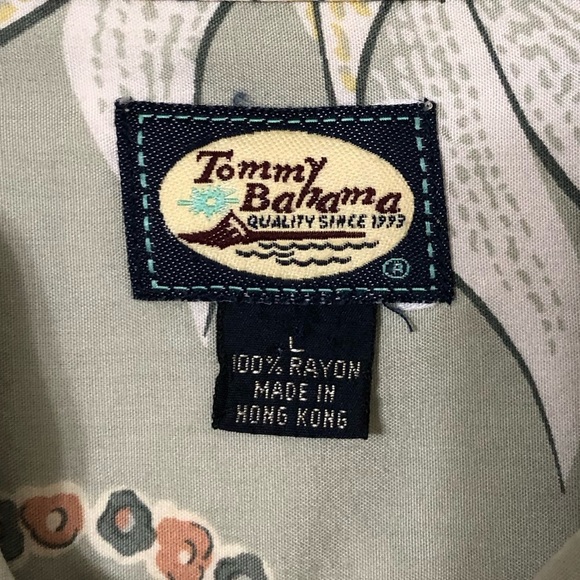 Tommy
Bahama
QUALITY SINCE 1993
®
L
100% RAYON
MADE IN
HONG KONG